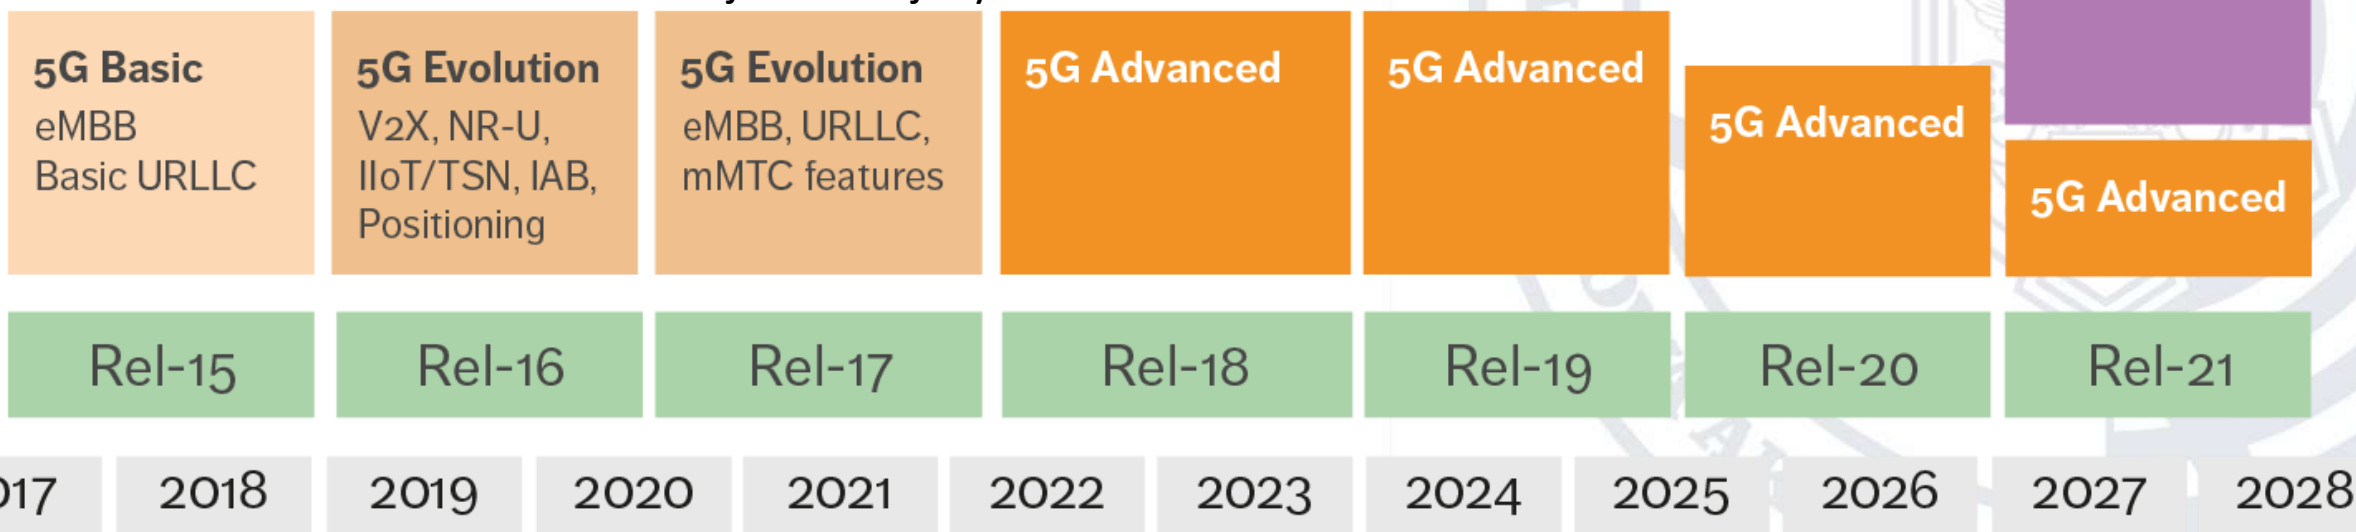 5G Basic
eMBB
Basic URLLC
5G Evolution
V2X, NR-U,
IIoT/TSN, IAB,
Positioning
5G Evolution
eMBB, URLLC,
mMTC features
5G Advanced
5G Advanced
5G Advanced
5G Advanced
Rel-15
Rel-16
Rel-17
Rel-18
Rel-19
Rel-20
Rel-21
017
2018
2019
2020
2021
2022
2023
2024
2025
2026
2027
2028